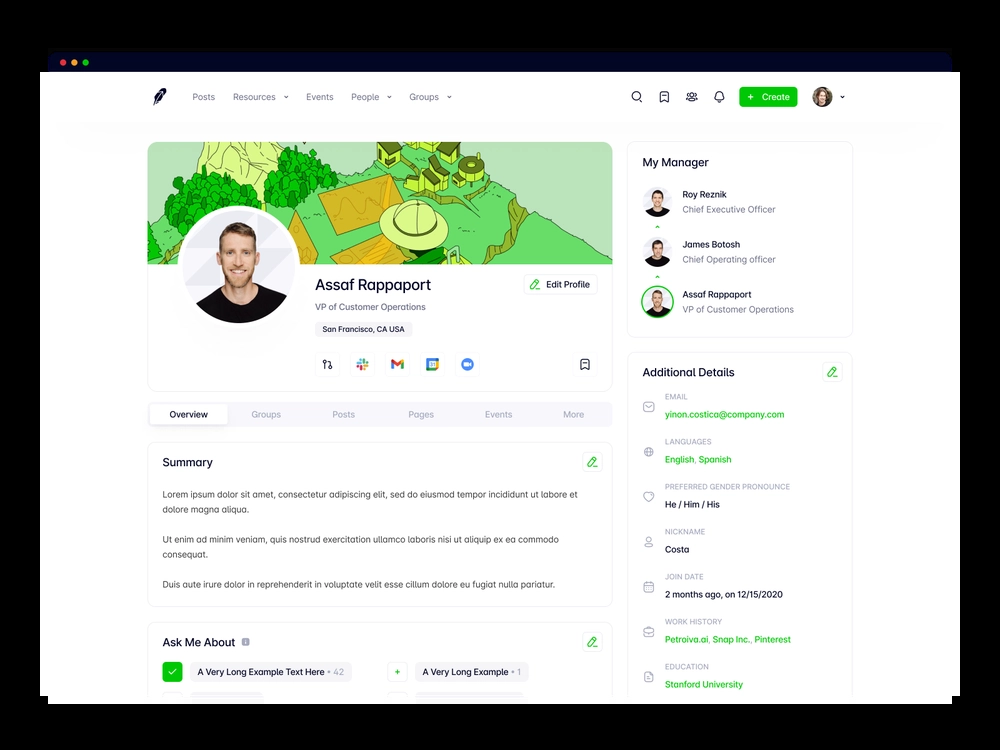 Posts
Resources
Events
People
Groups
+ Create
Assaf Rappaport
Edit Profile
VP of Customer Operations
San Francisco, CA USA
31
Overview
Groups
Posts
Pages
Events
More
Summary
Lorem ipsum dolor sit amet, consectetur adipiscing elit, sed do eiusmod tempor incididunt ut labore et
dolore magna aliqua.
Ut enim ad minim veniam, quis nostrud exercitation ullamco laboris nisi ut aliquip ex ea commodo
consequat.
Duis aute irure dolor in reprehenderit in voluptate velit esse cillum dolore eu fugiat nulla pariatur.
Ask Me About
A Very Long Example Text Here • 42
+
A Very Long Example • 1
My Manager
Roy Reznik
Chief Executive Officer
James Botosh
Chief Operating officer
Assaf Rappaport
VP of Customer Operations
Additional Details
EMAIL
yinon.costica@company.com
LANGUAGES
English, Spanish
PREFERRED GENDER PRONOUNCE
He / Him / His
NICKNAME
Costa
JOIN DATE
2 months ago, on 12/15/2020
WORK HISTORY
Petroiva.ai, Snap Inc., Pinterest
EDUCATION
Stanford University